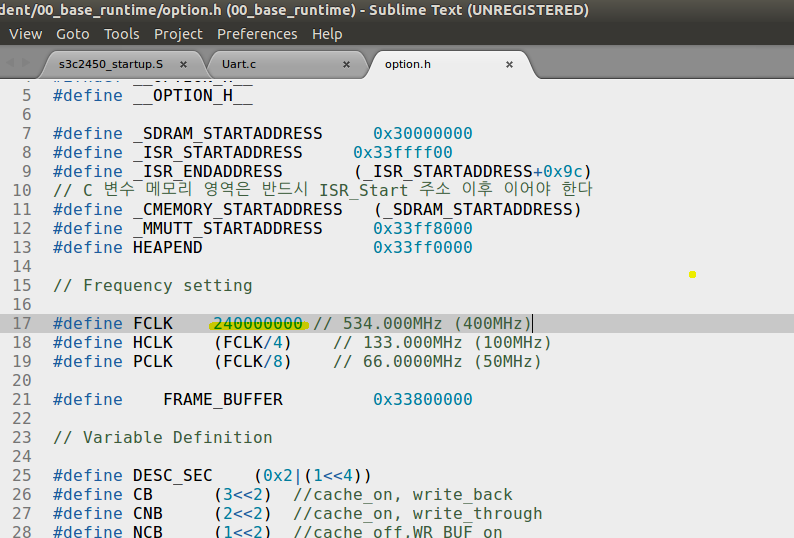 dent/00_base_runtime/option.h (00_base_runtime) - Sublime Text (UNREGISTERED)
View Goto Tools Project Preferences Help
s3c2450_startup.S × Uart.c × option.h ×
5 #define __OPTION_H__
6
7 #define _SDRAM_STARTADDRESS 0x30000000
8 #define _ISR_STARTADDRESS 0x33ffff00
9 #define _ISR_ENDADDRESS (_ISR_STARTADDRESS+0x9c)
10 // C 변수 메모리 영역은 반드시 ISR_Start 주소 이후 이어야 한다
11 #define _CMEMORY_STARTADDRESS (_SDRAM_STARTADDRESS)
12 #define _MMUTT_STARTADDRESS 0x33ff8000
13 #define HEAPEND 0x33ff0000
14
15 // Frequency setting
16
17 #define FCLK 240000000 // 534.000MHz (400MHz)
18 #define HCLK (FCLK/4) // 133.000MHz (100MHz)
19 #define PCLK (FCLK/8) // 66.0000MHz (50MHz)
20
21 #define FRAME_BUFFER 0x33800000
22
23 // Variable Definition
24
25 #define DESC_SEC (0x2|(1<<4))
26 #define CB (3<<2) //cache_on, write_back
27 #define CNB (2<<2) //cache_on, write_through
28 #define NCB (1<<2) //cache_off,WR_BUF on